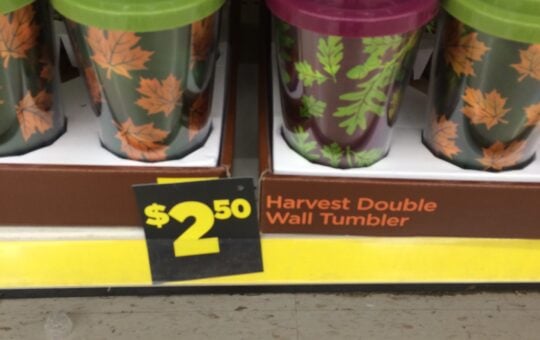 $2.50
Harvest Double
Wall Tumbler